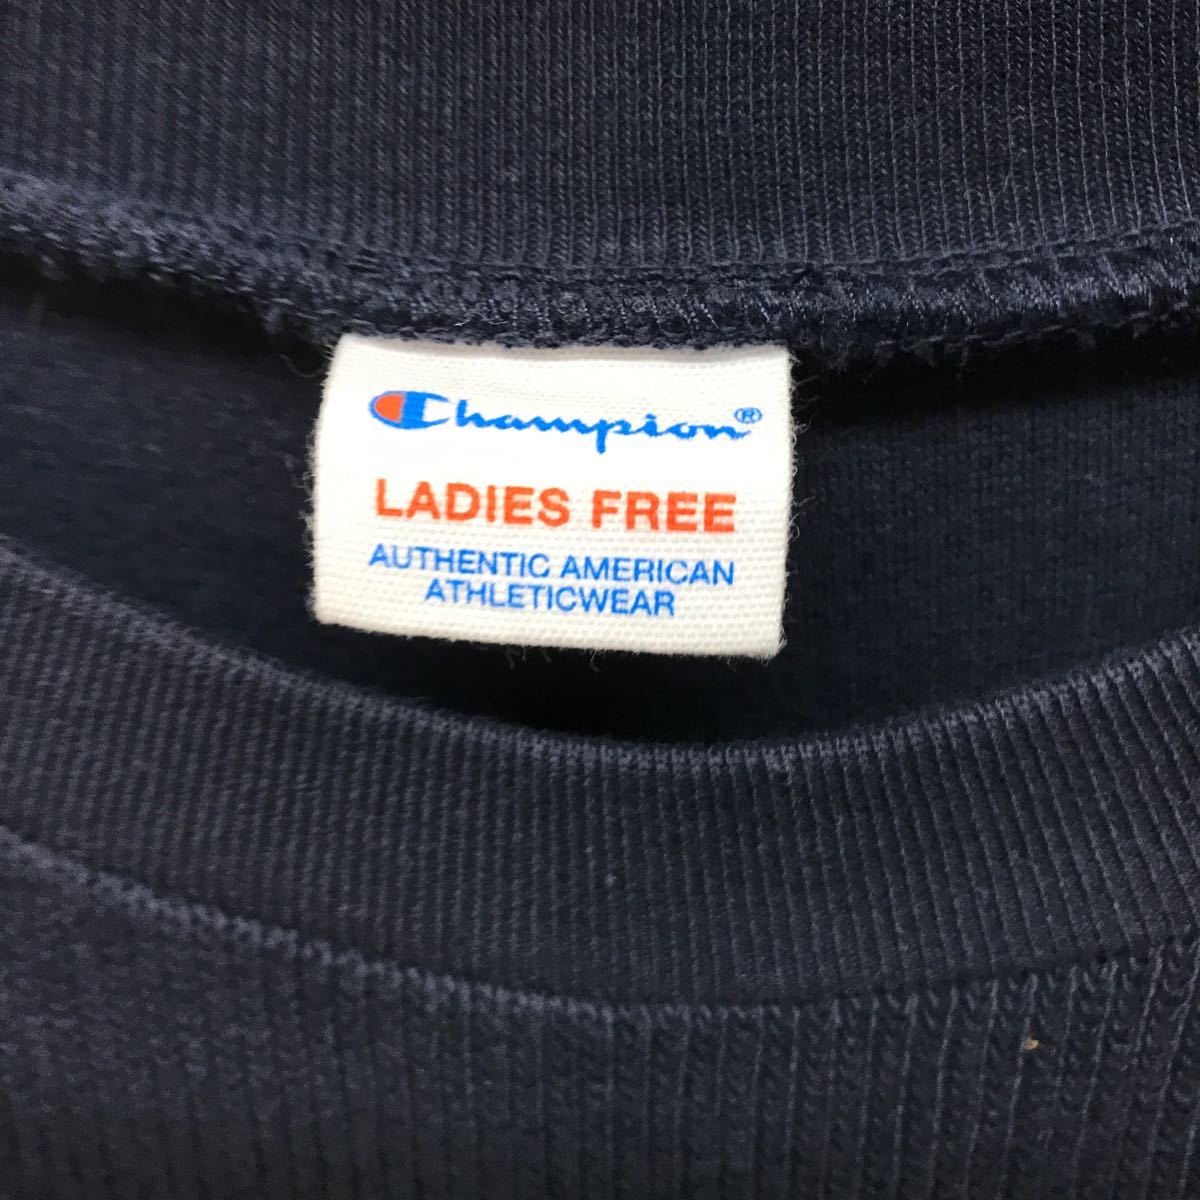 Champion®
LADIES FREE
AUTHENTIC AMERICAN
ATHLETICWEAR